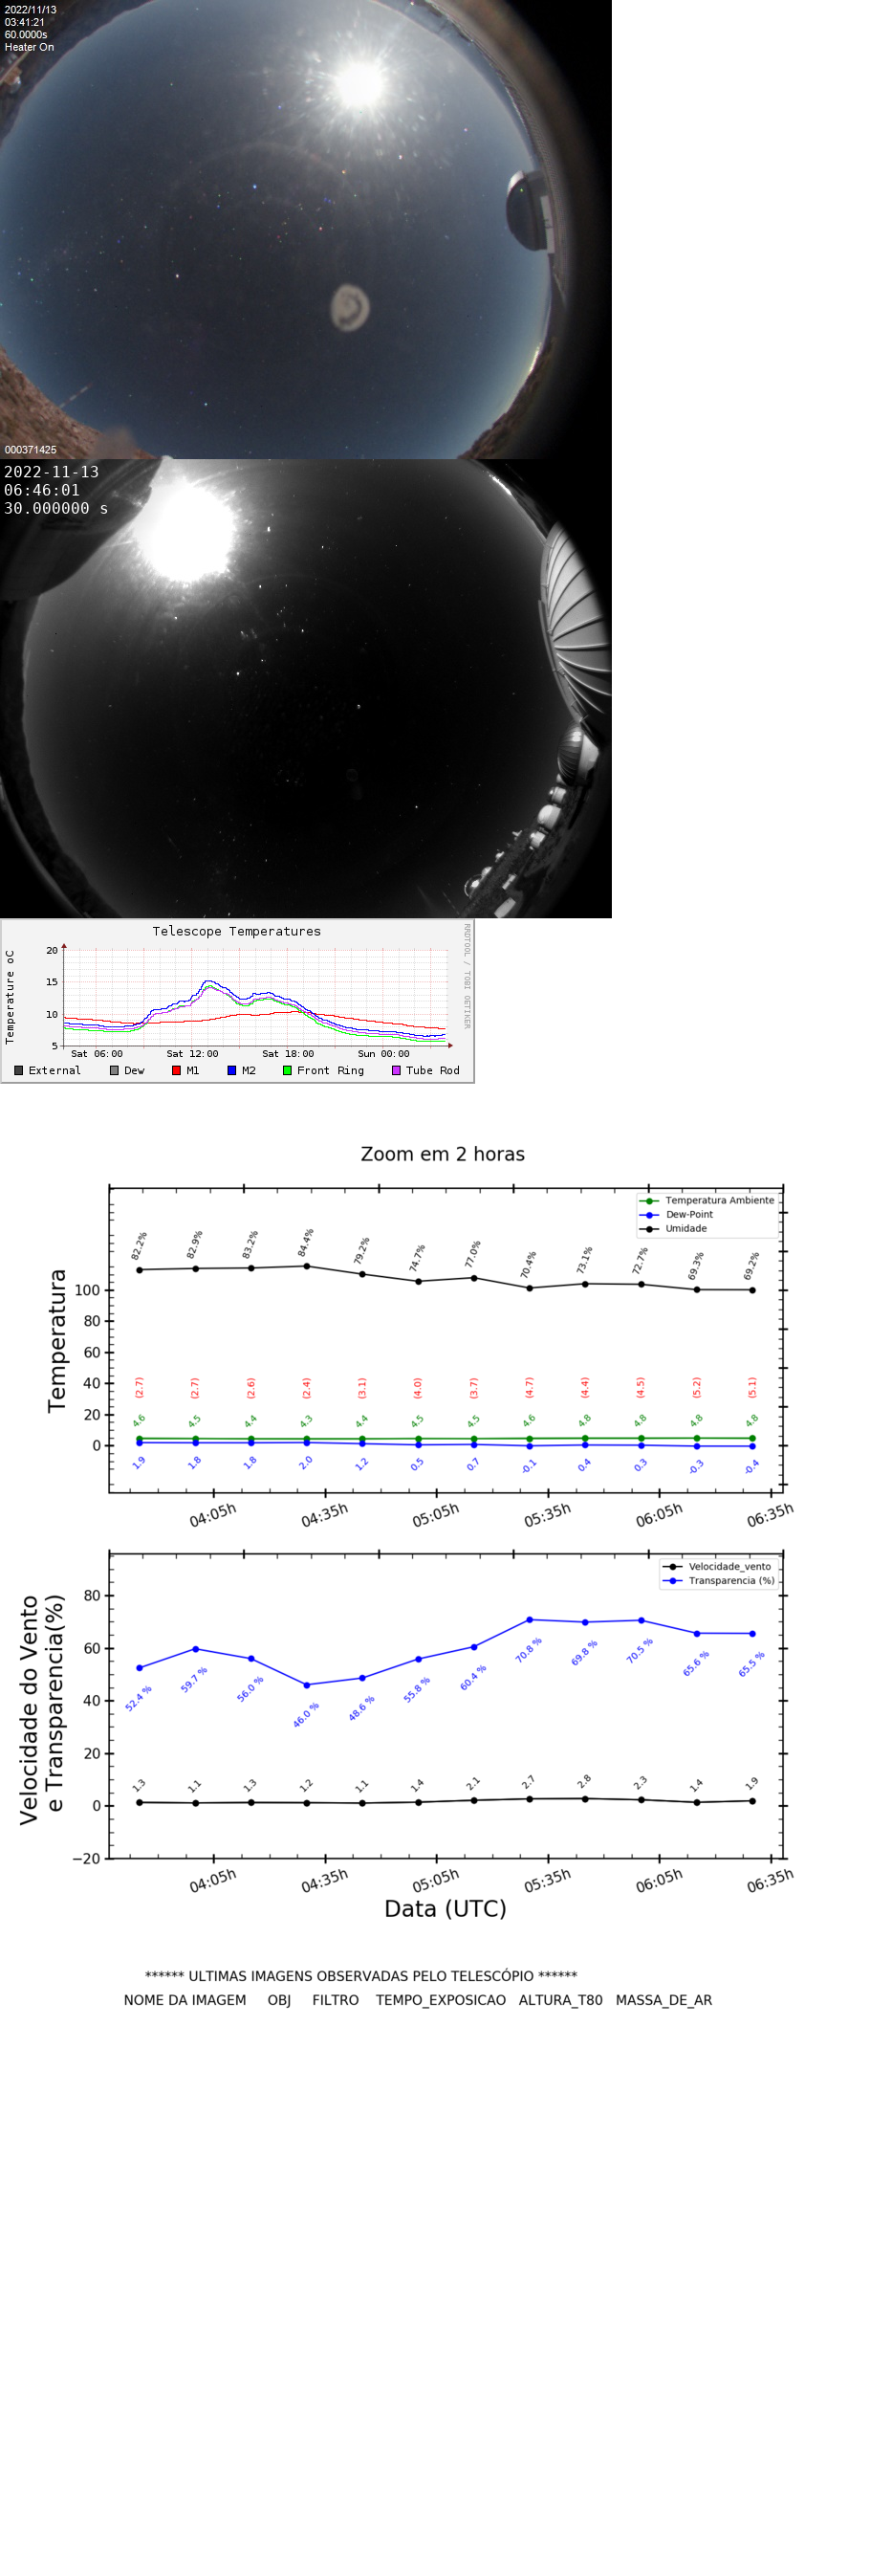 2022/11/13
03:41:21
60.0000s
Heater On
000371425
2022-11-13
06:46:01
30.000000 s
Telescope Temperatures
RRDTOOL / TOBI OETIKER
Temperature oC
20
15
10
5
Sat 06:00 Sat 12:00 Sat 18:00 Sun 00:00
External Dew M1 M2 Front Ring Tube Rod
Zoom em 2 horas
Temperatura Ambiente
Dew-Point
Umidade
Temperatura
82.2% 82.9% 83.2% 84.4% 79.2% 74.7% 77.0% 70.4% 73.1% 72.7% 69.3% 69.2%
100
80
60
40
20
0
(2.7) (2.7) (2.6) (2.4) (3.1) (4.0) (3.7) (4.7) (4.4) (4.5) (5.2) (5.1)
4.6 4.5 4.4 4.3 4.4 4.5 4.5 4.6 4.8 4.8 4.8 4.8
1.9 1.8 1.8 2.0 1.2 0.5 0.7 -0.1 0.4 0.3 -0.3 -0.4
04:05h 04:35h 05:05h 05:35h 06:05h 06:35h
Velocidade_vento
Transparencia (%)
Velocidade do Vento
e Transparencia(%)
80
60
40
20
0
−20
52.4 % 59.7 % 56.0 % 46.0 % 48.6 % 55.8 % 60.4 % 70.8 % 69.8 % 70.5 % 65.6 % 65.5 %
1.3 1.1 1.3 1.2 1.1 1.4 2.1 2.7 2.8 2.3 1.4 1.9
04:05h 04:35h 05:05h 05:35h 06:05h 06:35h
Data (UTC)
****** ULTIMAS IMAGENS OBSERVADAS PELO TELESCÓPIO ******
NOME DA IMAGEM OBJ FILTRO TEMPO_EXPOSICAO ALTURA_T80 MASSA_DE_AR